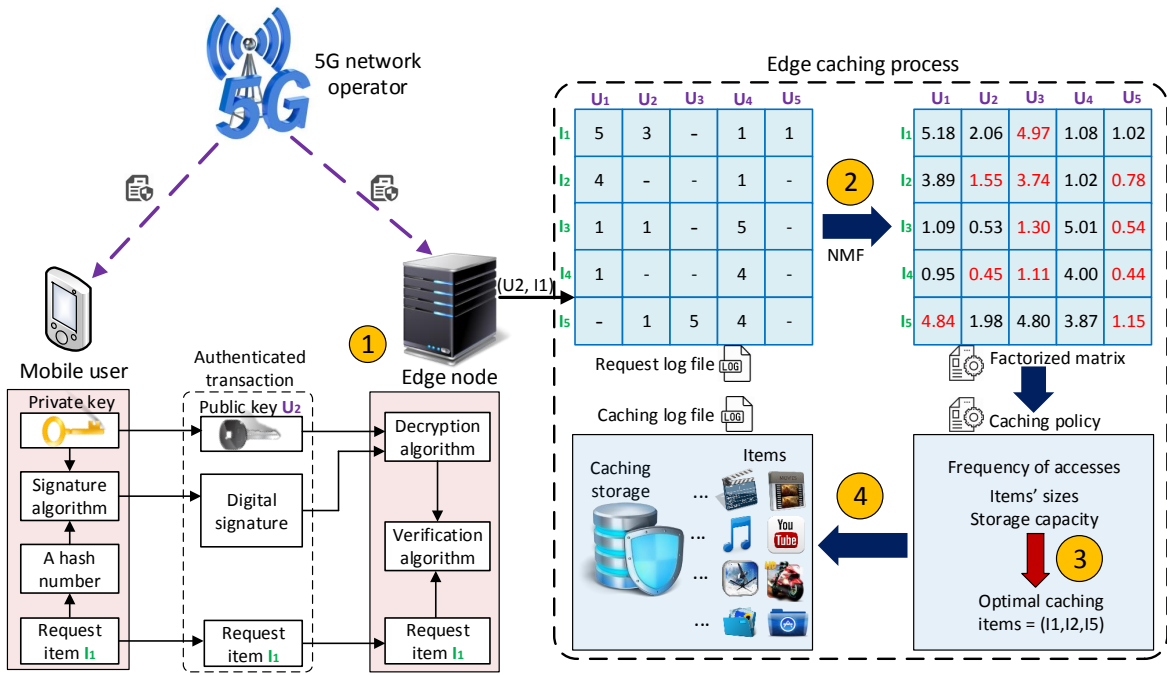 5G network
operator
5G
Mobile user
Private key
Signature
algorithm
A hash
number
Request
item I1
Authenticated
transaction
Public key U2
Digital
signature
Request
item I1
1
Edge node
Decryption
algorithm
Verification
algorithm
Request
item I1
(U2, I1)
Edge caching process
U1 U2 U3 U4 U5
I1 5 3 - 1 1
I2 4 - - 1 -
I3 1 1 - 5 -
I4 1 - - 4 -
I5 - 1 5 4 -
Request log file LOG
2
NMF
U1 U2 U3 U4 U5
I1 5.18 2.06 4.97 1.08 1.02
I2 3.89 1.55 3.74 1.02 0.78
I3 1.09 0.53 1.30 5.01 0.54
I4 0.95 0.45 1.11 4.00 0.44
I5 4.84 1.98 4.80 3.87 1.15
Factorized matrix
Caching policy
Frequency of accesses
Items' sizes
Storage capacity
3
Optimal caching
items = (I1,I2,I5)
4
Caching log file LOG
Caching
storage
Items
...
...
You
Tube
...
...